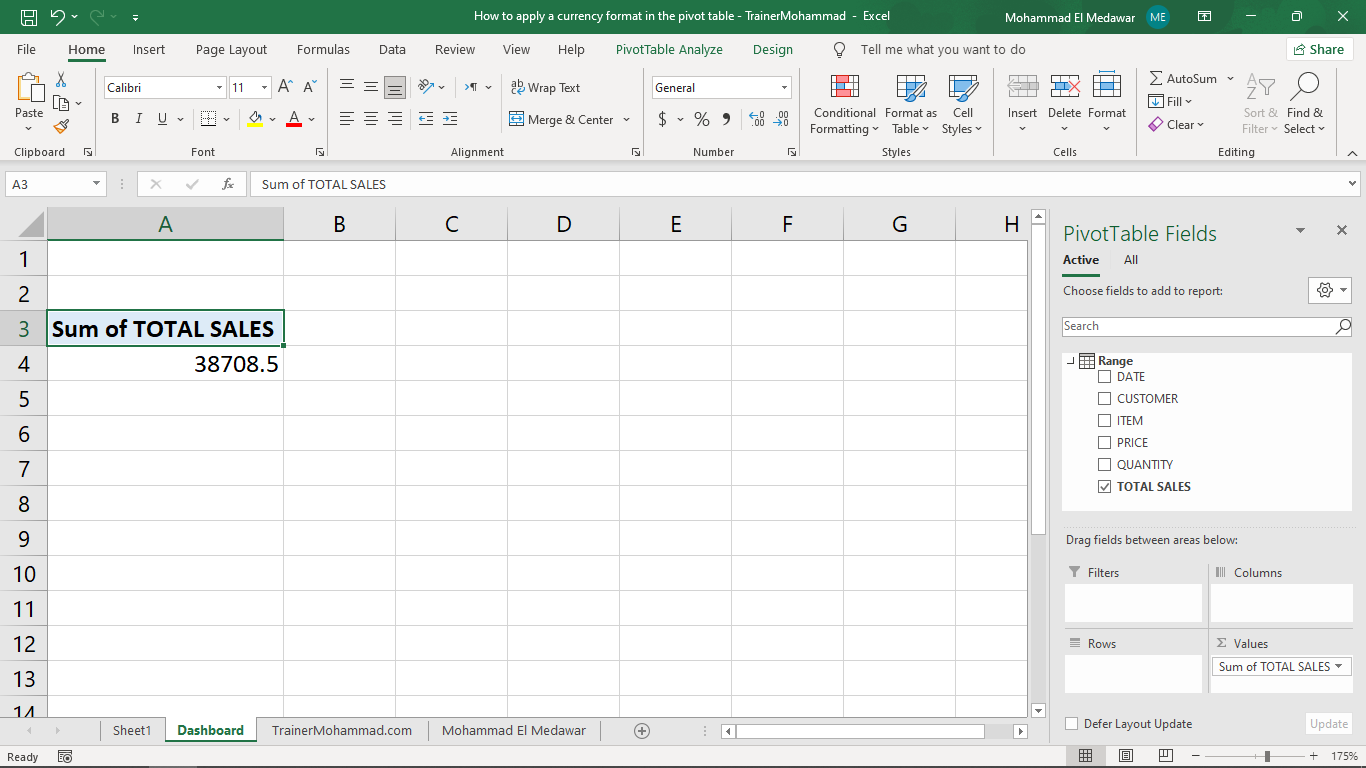 How to apply a currency format in the pivot table - TrainerMohammad - Excel
Mohammad El Medawar ME
File Home Insert Page Layout Formulas Data Review View Help PivotTable Analyze Design Tell me what you want to do Share
Paste
Clipboard
Calibri 11
B I U A
Font
ab Wrap Text
Merge & Center
Alignment
General
$ % 9
Number
Conditional Formatting
Format as Table
Cell Styles
Styles
Insert Delete Format
Cells
AutoSum
Fill
Clear
Sort & Filter
Find & Select
Editing
A3 fx Sum of TOTAL SALES
A B C D E F G H
1
2
3 Sum of TOTAL SALES
4 38708.5
5
6
7
8
9
10
11
12
13
14
PivotTable Fields
Active All
Choose fields to add to report:
Search
Range
DATE
CUSTOMER
ITEM
PRICE
QUANTITY
TOTAL SALES
Drag fields between areas below:
Filters Columns
Rows Σ Values
Sum of TOTAL SALES
Defer Layout Update Update
Sheet1 Dashboard TrainerMohammad.com Mohammad El Medawar
Ready 175%